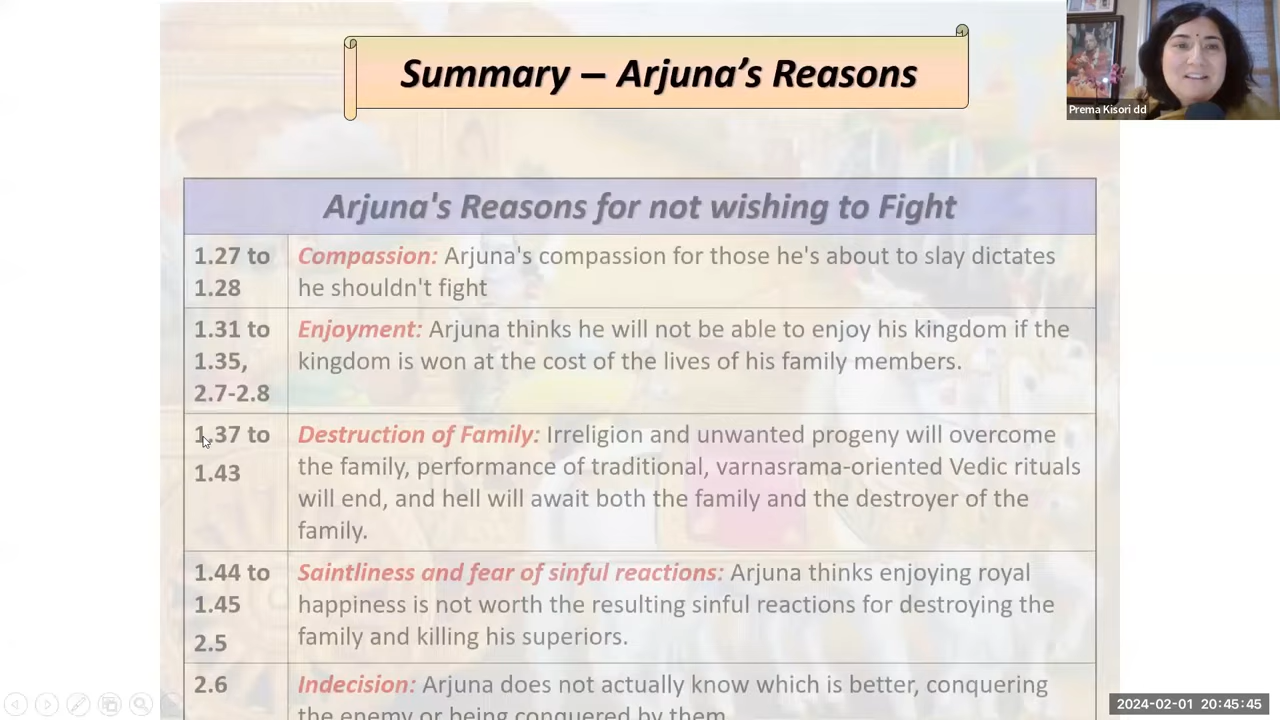 Summary – Arjuna's Reasons
Prema Kisori dd
Arjuna's Reasons for not wishing to Fight
1.27 to
1.28
Compassion: Arjuna's compassion for those he's about to slay dictates
he shouldn't fight
1.31 to
1.35,
2.7-2.8
Enjoyment: Arjuna thinks he will not be able to enjoy his kingdom if the
kingdom is won at the cost of the lives of his family members.
1.37 to
1.43
Destruction of Family: Irreligion and unwanted progeny will overcome
the family, performance of traditional, varnasrama-oriented Vedic rituals
will end, and hell will await both the family and the destroyer of the
family.
1.44 to
1.45
2.5
Saintliness and fear of sinful reactions: Arjuna thinks enjoying royal
happiness is not worth the resulting sinful reactions for destroying the
family and killing his superiors.
2.6
Indecision: Arjuna does not actually know which is better, conquering
the enemy or being conquered by them
2024-02-01 20:45:45